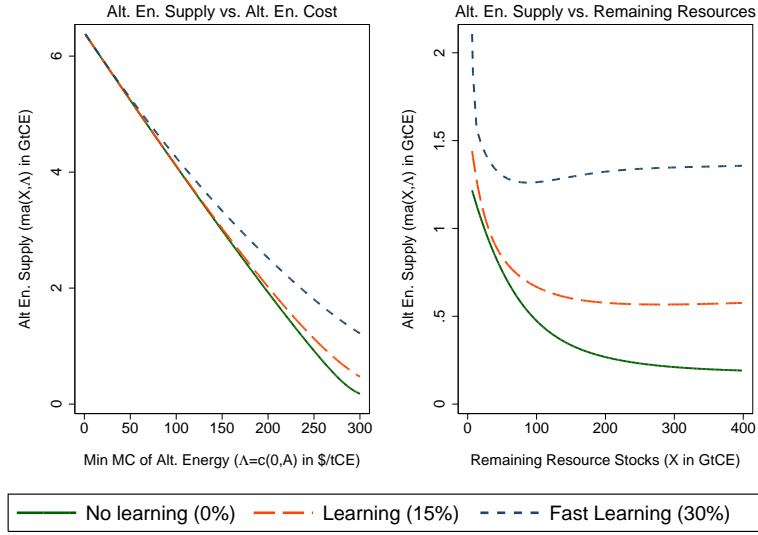 Alt. En. Supply vs. Alt. En. Cost
Alt En. Supply (ma(X,Λ) in GtCE)
6
4
2
0
0 50 100 150 200 250 300
Min MC of Alt. Energy (Λ=c(0,A) in $/tCE)
Alt. En. Supply vs. Remaining Resources
Alt En. Supply (ma(X,Λ) in GtCE)
2
1.5
1
.5
0
0 100 200 300 400
Remaining Resource Stocks (X in GtCE)
No learning (0%) Learning (15%) Fast Learning (30%)